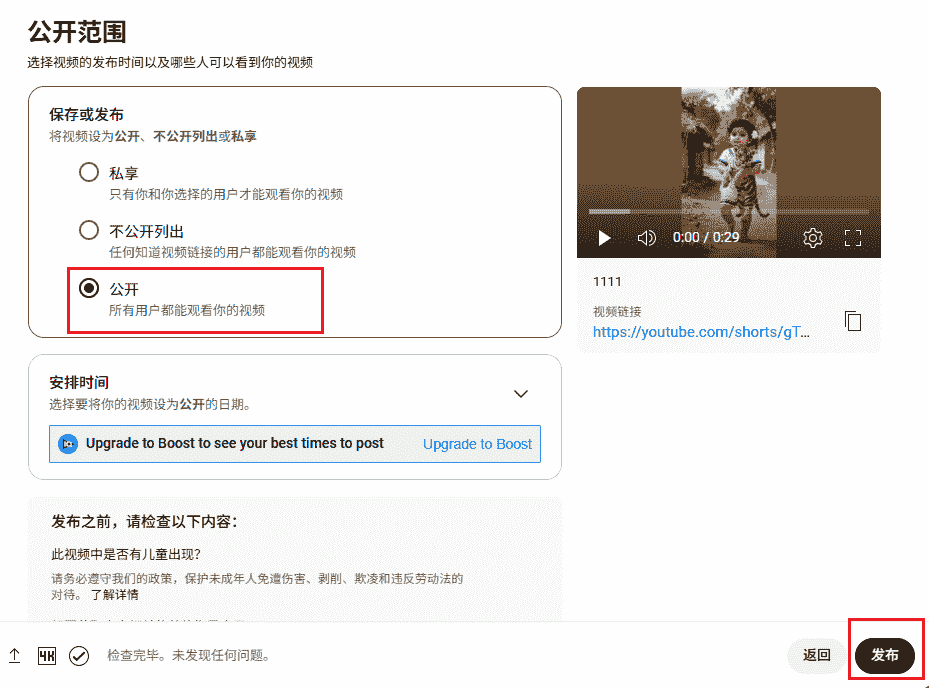 公开范围
选择视频的发布时间以及哪些人可以看到你的视频
保存或发布
将视频设为公开、不公开列出或私享
私享
只有你和你选择的用户才能观看你的视频
不公开列出
任何知道视频链接的用户都能观看你的视频
公开
所有用户都能观看你的视频
0:00 / 0:29
1111
视频链接
https://youtube.com/shorts/gT...
安排时间
选择要将你的视频设为公开的日期。
Upgrade to Boost to see your best times to post
Upgrade to Boost
发布之前，请检查以下内容：
此视频中是否有儿童出现？
请务必遵守我们的政策，保护未成年人免遭伤害、剥削、欺凌和违反劳动法的
对待。 了解详情
4K
检查完毕。未发现任何问题。
返回
发布